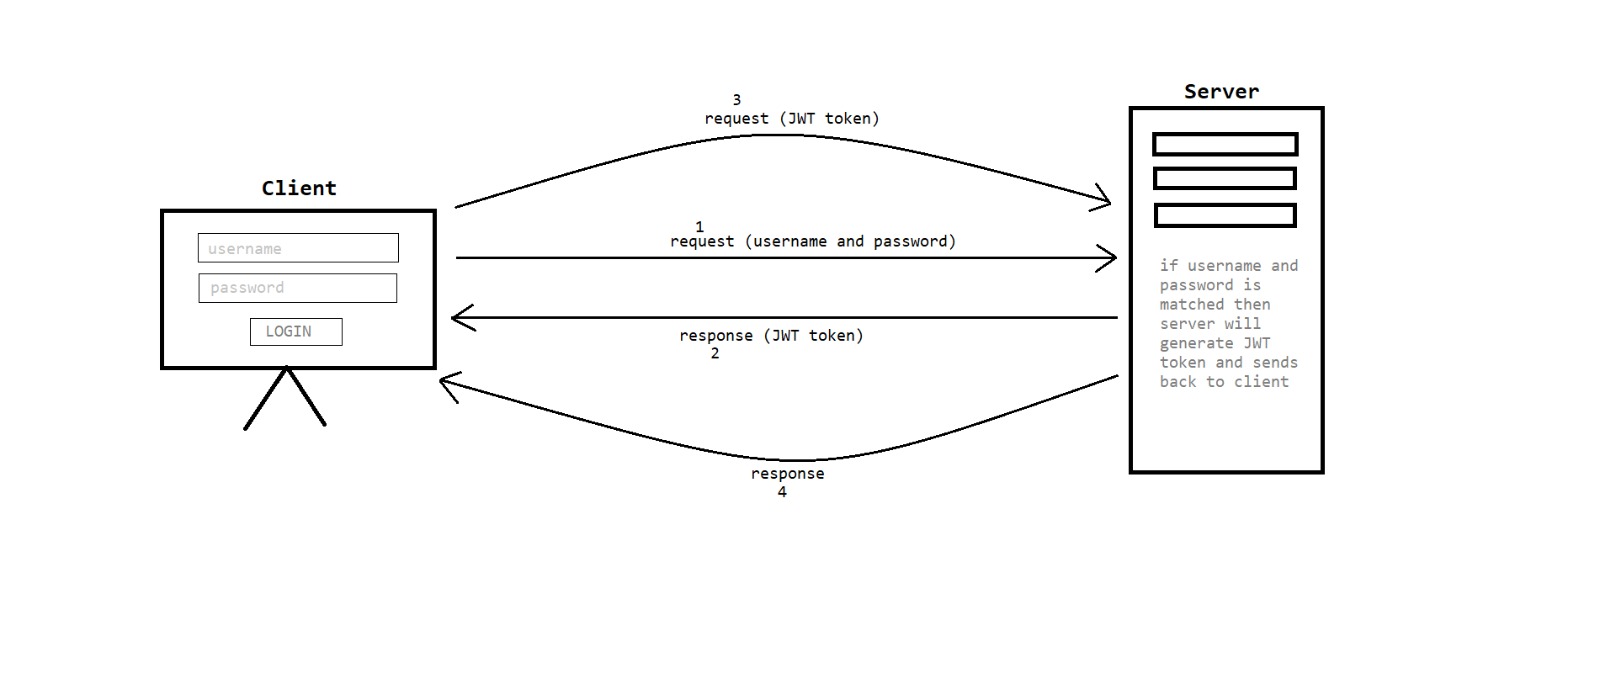 Server
3
request (JWT token)
Client
1
request (username and password)
username
password
LOGIN
if username and
password is
matched then
server will
generate JWT
token and sends
back to client
response (JWT token)
2
response
4